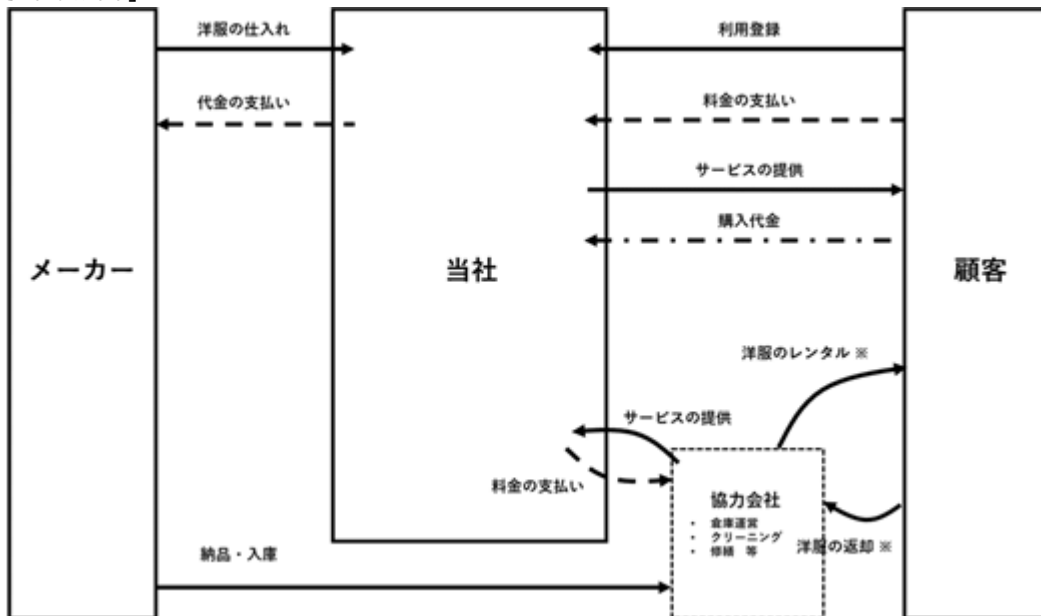 洋服の仕入れ
利用登録
代金の支払い
料金の支払い
サービスの提供
購入代金
メーカー
当社
顧客
洋服のレンタル ※
サービスの提供
料金の支払い
協力会社
・ 倉庫運営
・ クリーニング
・ 修繕 等
洋服の返却 ※
納品・入庫